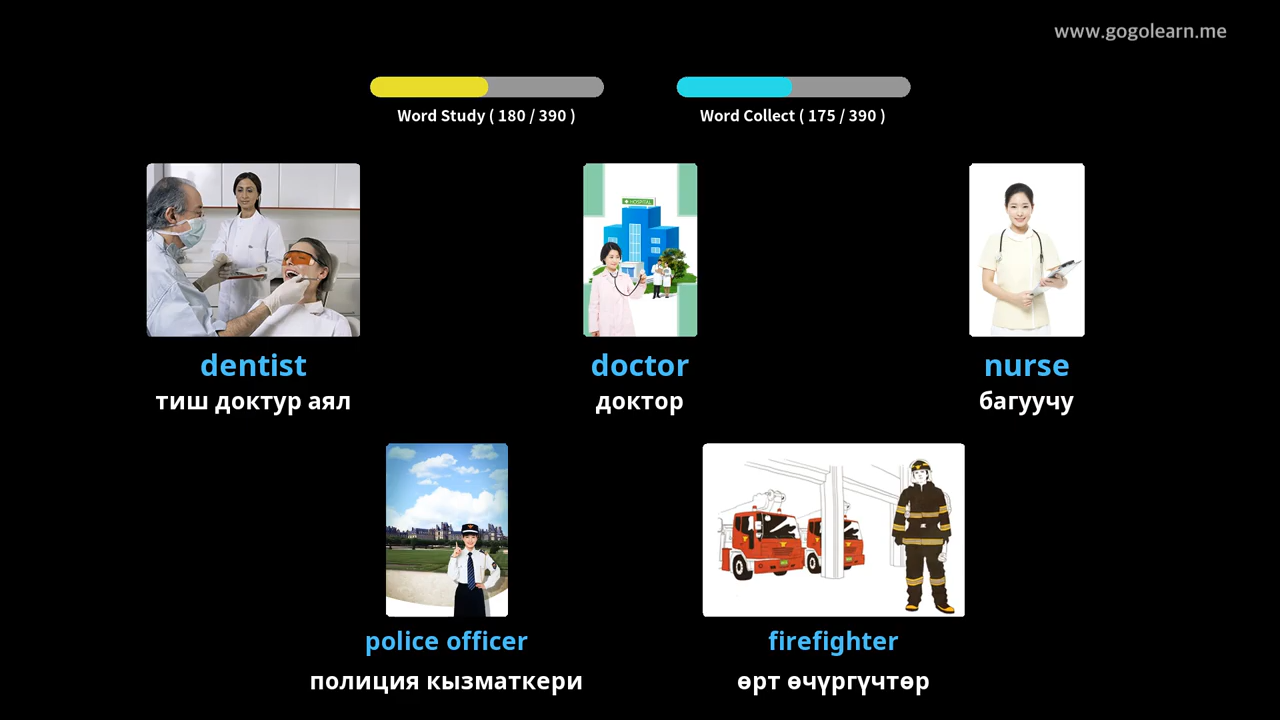 www.gogolearn.me
Word Study ( 180 / 390 )
Word Collect ( 175 / 390 )
HOSPITAL
dentist
doctor
nurse
тиш доктур аял
доктор
багуучу
police officer
firefighter
полиция кызматкери
өрт өчүргүчтөр